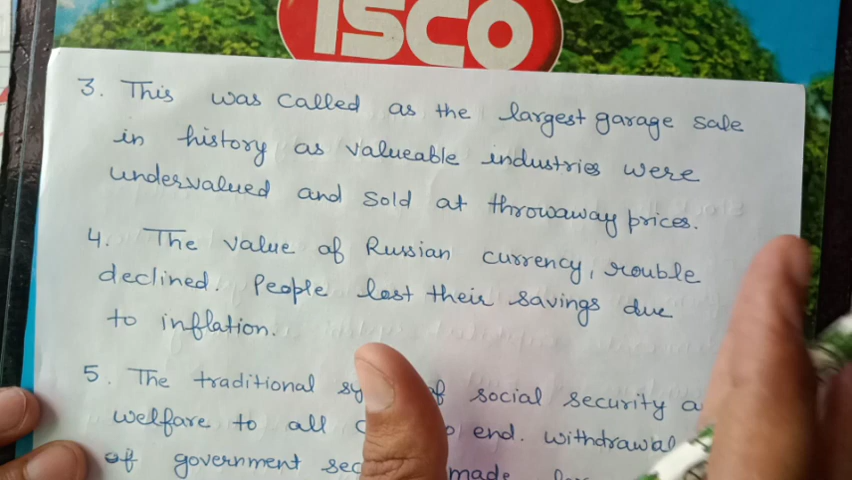 ISCO
3. This was called as the largest garage sale
in history as valueable industries were
undervalued and sold at throwaway prices.
4. The value of Russian currency, rouble
declined. People lost their savings due
to inflation.
5. The traditional of social security
welfare to all end. withdrawal
of government made